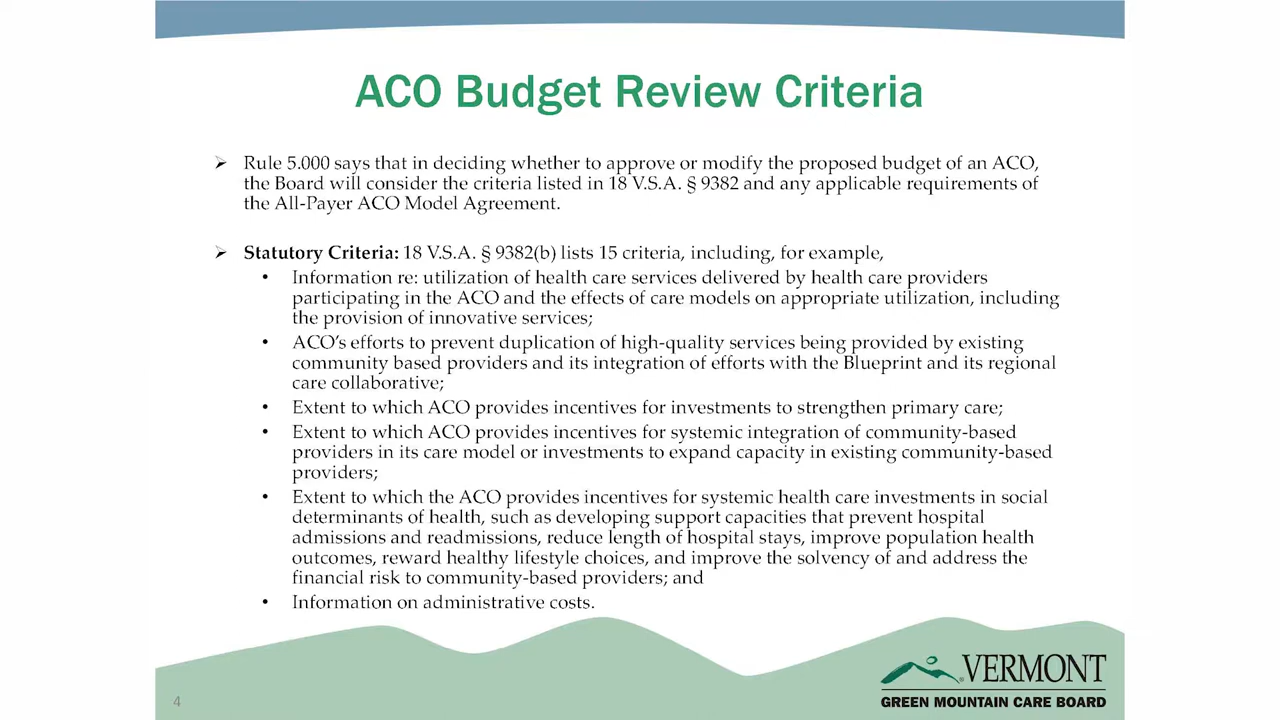 ACO Budget Review Criteria
➢ Rule 5.000 says that in deciding whether to approve or modify the proposed budget of an ACO,
the Board will consider the criteria listed in 18 V.S.A. § 9382 and any applicable requirements of
the All-Payer ACO Model Agreement.
➢ Statutory Criteria: 18 V.S.A. § 9382(b) lists 15 criteria, including, for example,
• Information re: utilization of health care services delivered by health care providers
participating in the ACO and the effects of care models on appropriate utilization, including
the provision of innovative services;
• ACO’s efforts to prevent duplication of high-quality services being provided by existing
community based providers and its integration of efforts with the Blueprint and its regional
care collaborative;
• Extent to which ACO provides incentives for investments to strengthen primary care;
• Extent to which ACO provides incentives for systemic integration of community-based
providers in its care model or investments to expand capacity in existing community-based
providers;
• Extent to which the ACO provides incentives for systemic health care investments in social
determinants of health, such as developing support capacities that prevent hospital
admissions and readmissions, reduce length of hospital stays, improve population health
outcomes, reward healthy lifestyle choices, and improve the solvency of and address the
financial risk to community-based providers; and
• Information on administrative costs.
4
VERMONT
GREEN MOUNTAIN CARE BOARD